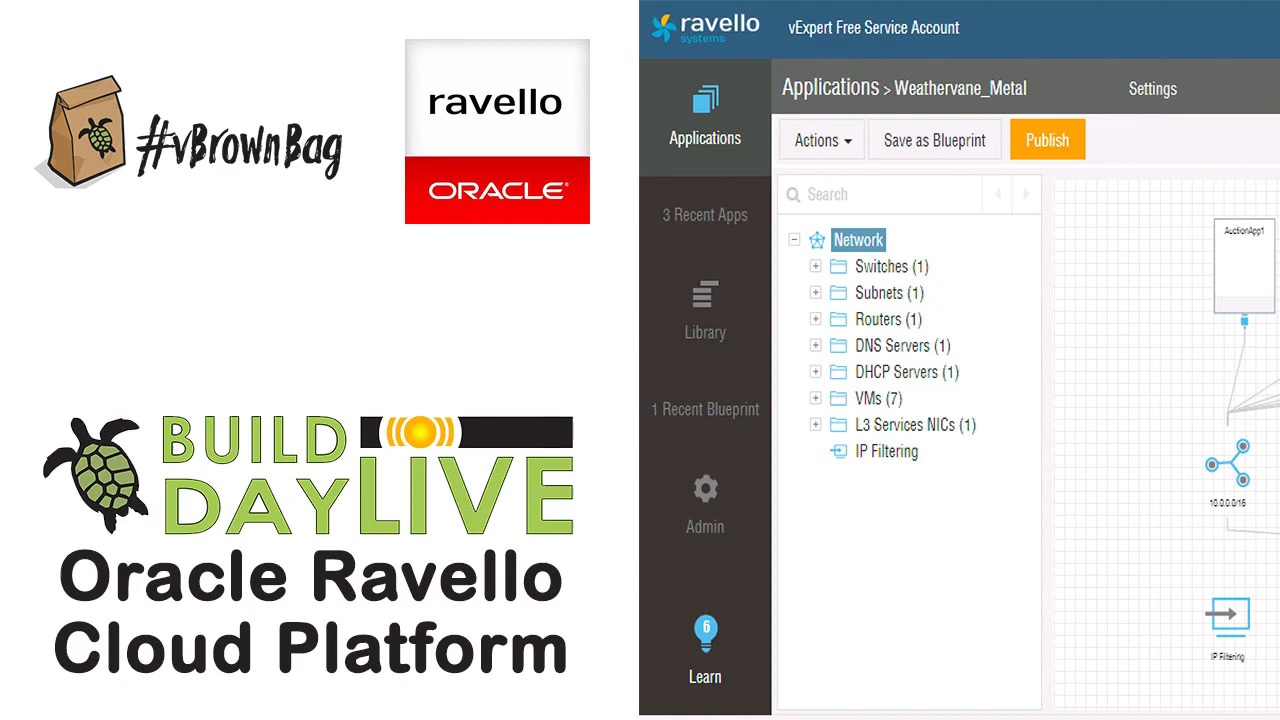 #vBrownBag
ravello
ORACLE®
BUILD
DAYLIVE
Oracle Ravello
Cloud Platform
ravello
systems
vExpert Free Service Account
Applications
3 Recent Apps
Library
1 Recent Blueprint
Admin
6
Learn
Applications > Weathervane_Metal
Settings
Actions
Save as Blueprint
Publish
Search
Network
Switches (1)
Subnets (1)
Routers (1)
DNS Servers (1)
DHCP Servers (1)
VMs (7)
L3 Services NICs (1)
IP Filtering
AuctionApp1
10.0.0.0/16
IP Filtering